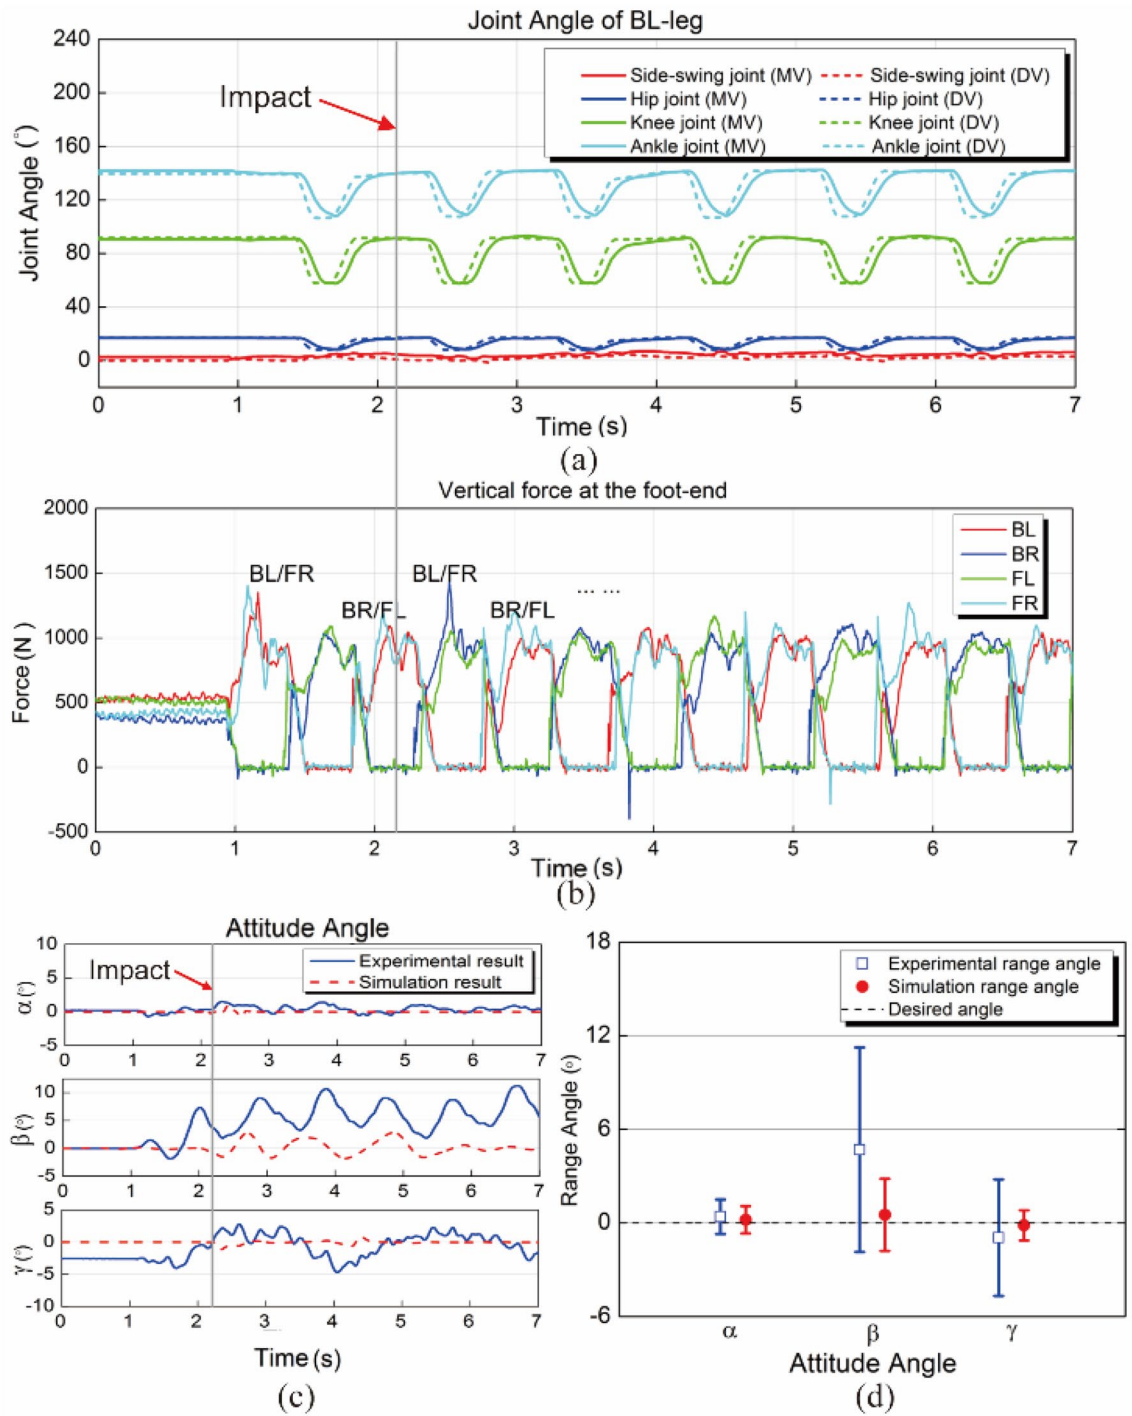 Joint Angle of BL-leg
240
200
160
120
80
40
0
Joint Angle (°)
Impact
Side-swing joint (MV) Side-swing joint (DV)
Hip joint (MV) Hip joint (DV)
Knee joint (MV) Knee joint (DV)
Ankle joint (MV) Ankle joint (DV)
0 1 2 3 4 5 6 7
Time (s)
(a)
Vertical force at the foot-end
2000
1500
1000
500
0
-500
Force (N)
BL/FR
BR/FL
BL/FR
BR/FL
... ...
BL
BR
FL
FR
0 1 2 3 4 5 6 7
Time (s)
(b)
Attitude Angle
10
5
0
-5
α (°)
Impact
Experimental result
Simulation result
0 1 2 3 4 5 6 7
10
5
0
-5
β (°)
0 1 2 3 4 5 6 7
5
0
-5
-10
γ (°)
0 1 2 3 4 5 6 7
Time (s)
(c)
18
12
6
0
-6
Range Angle (°)
Experimental range angle
Simulation range angle
Desired angle
α β γ
Attitude Angle
(d)